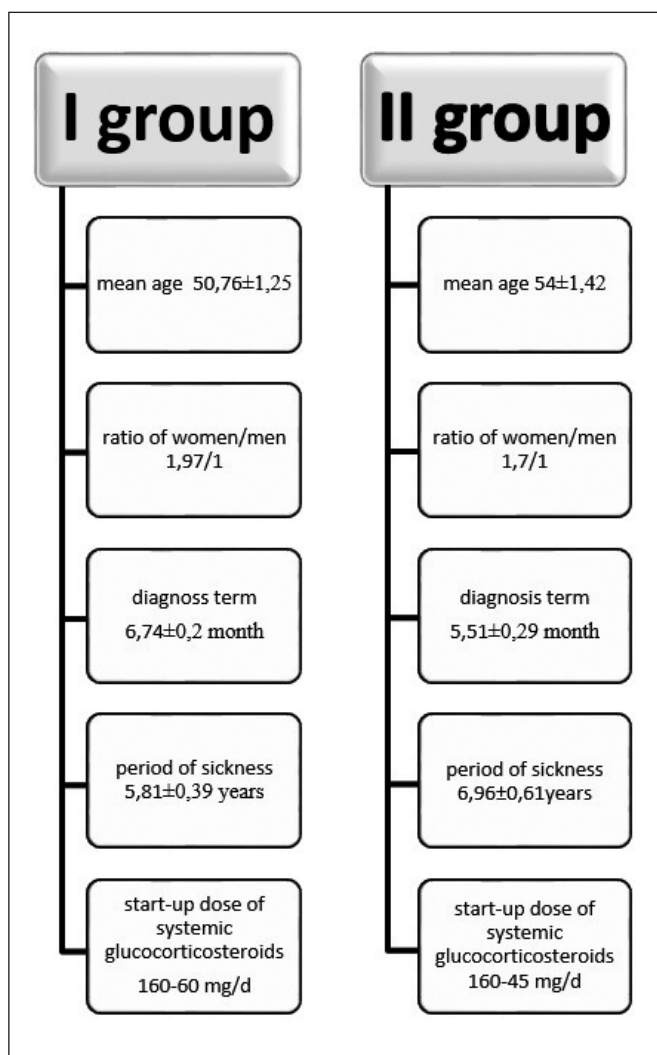 I group
mean age 50,76±1,25
ratio of women/men
1,97/1
diagnoss term
6,74±0,2 month
period of sickness
5,81±0,39 years
start-up dose of
systemic
glucocorticosteroids
160-60 mg/d
II group
mean age 54±1,42
ratio of women/men
1,7/1
diagnosis term
5,51±0,29 month
period of sickness
6,96±0,61years
start-up dose of
systemic
glucocorticosteroids
160-45 mg/d